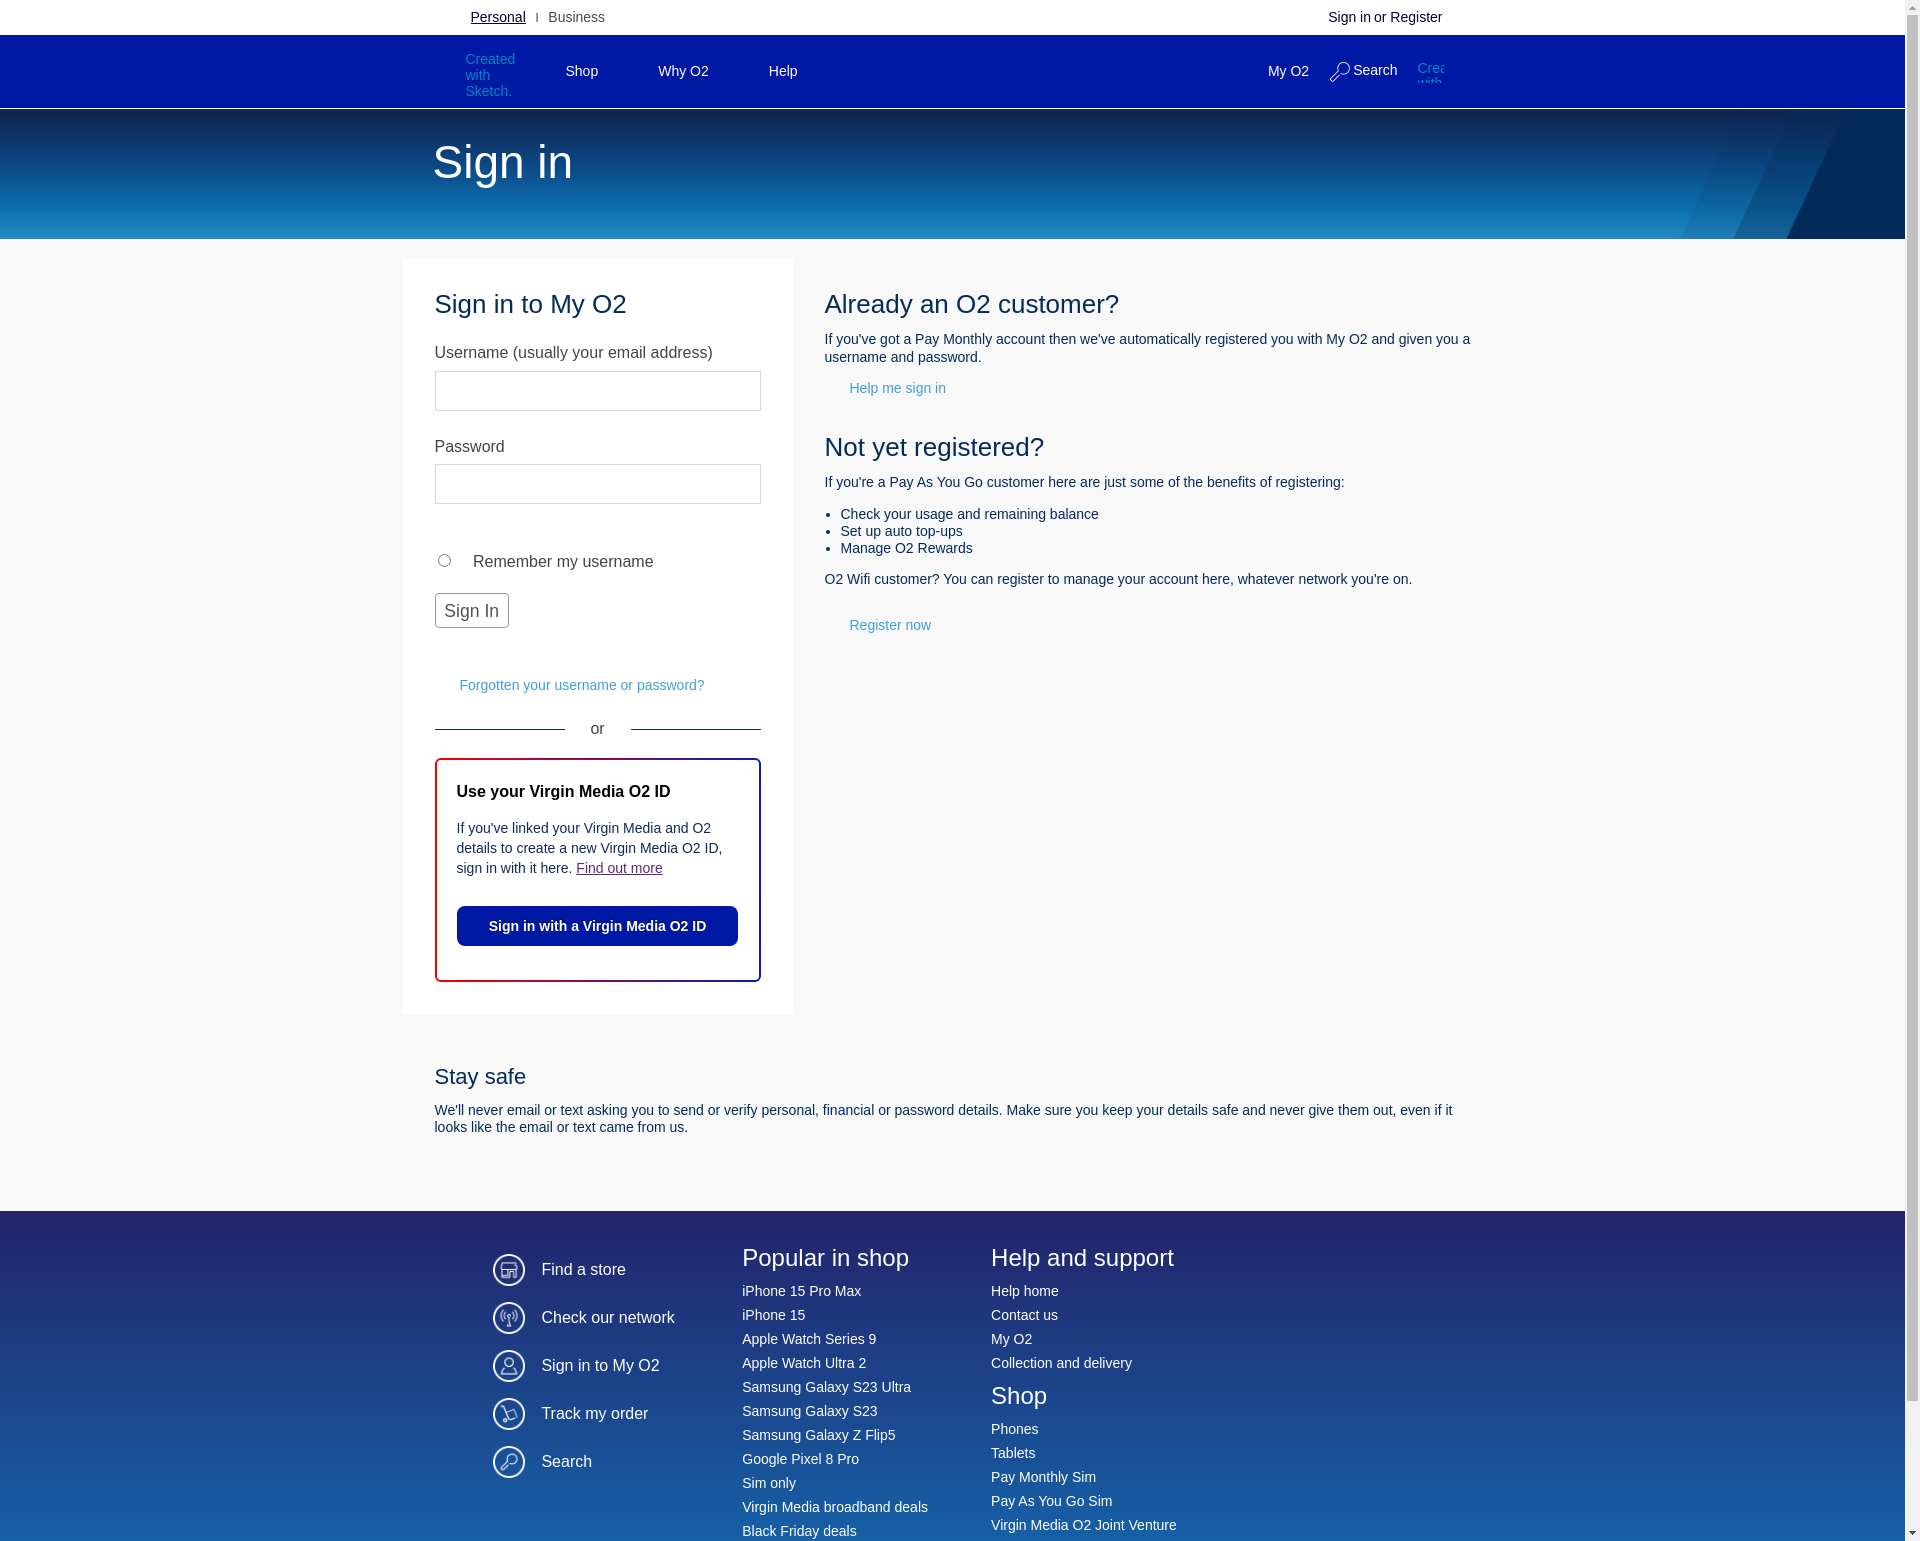 Personal I Business
Sign in or Register
Created
with
Sketch.
Shop
Why O2
Help
My O2
Search
Sign in
Sign in to My O2
Username (usually your email address)
Password
Remember my username
Sign In
Forgotten your username or password?
or
Use your Virgin Media O2 ID
If you've linked your Virgin Media and O2
details to create a new Virgin Media O2 ID,
sign in with it here. Find out more
Sign in with a Virgin Media O2 ID
Already an O2 customer?
If you've got a Pay Monthly account then we've automatically registered you with My O2 and given you a
username and password.
Help me sign in
Not yet registered?
If you're a Pay As You Go customer here are just some of the benefits of registering:
• Check your usage and remaining balance
• Set up auto top-ups
• Manage O2 Rewards
O2 Wifi customer? You can register to manage your account here, whatever network you're on.
Register now
Stay safe
We'll never email or text asking you to send or verify personal, financial or password details. Make sure you keep your details safe and never give them out, even if it
looks like the email or text came from us.
Find a store
Check our network
Sign in to My O2
Track my order
Search
Popular in shop
iPhone 15 Pro Max
iPhone 15
Apple Watch Series 9
Apple Watch Ultra 2
Samsung Galaxy S23 Ultra
Samsung Galaxy S23
Samsung Galaxy Z Flip5
Google Pixel 8 Pro
Sim only
Virgin Media broadband deals
Black Friday deals
Help and support
Help home
Contact us
My O2
Collection and delivery
Shop
Phones
Tablets
Pay Monthly Sim
Pay As You Go Sim
Virgin Media O2 Joint Venture